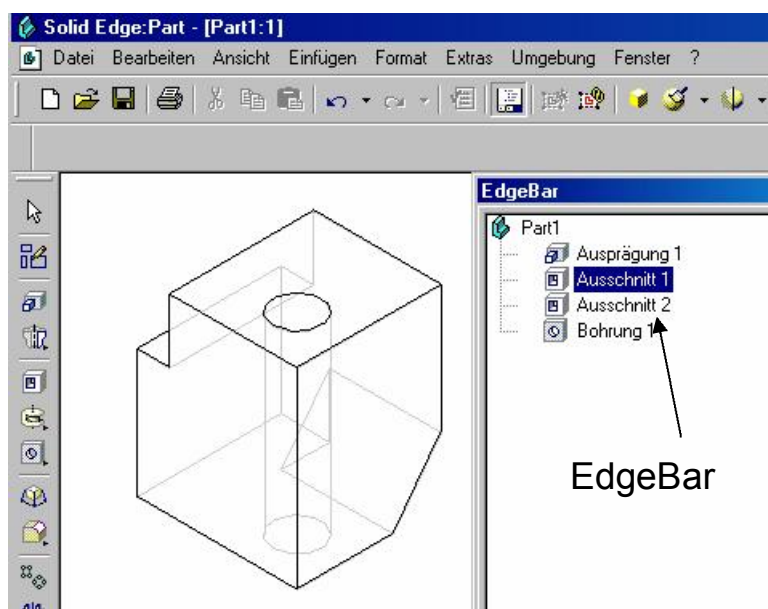 Solid Edge:Part - [Part1:1]
Datei Bearbeiten Ansicht Einfügen Format Extras Umgebung Fenster ?
EdgeBar
Part1
Ausprägung 1
Ausschnitt 1
Ausschnitt 2
Bohrung 1
EdgeBar